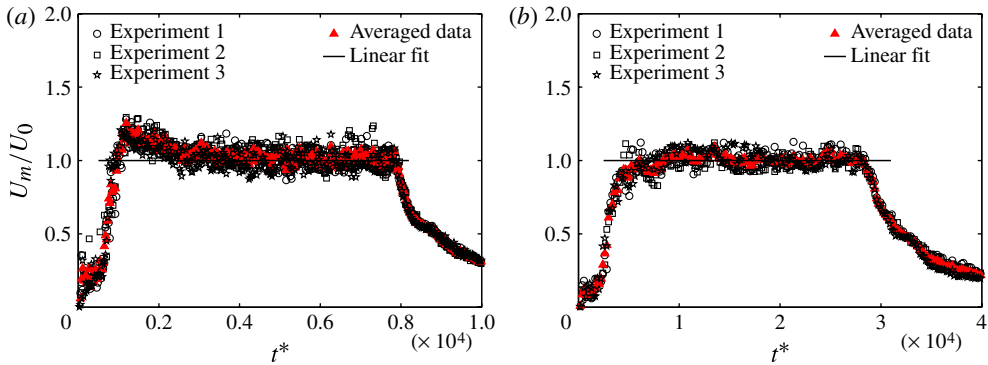 (a)
2.0
1.5
1.0
0.5
U_m/U_0
Experiment 1
Experiment 2
Experiment 3
Averaged data
Linear fit
0 0.2 0.4 0.6 0.8 1.0
(× 10^4)
t*
(b)
2.0
1.5
1.0
0.5
Experiment 1
Experiment 2
Experiment 3
Averaged data
Linear fit
0 1 2 3 4
(× 10^4)
t*